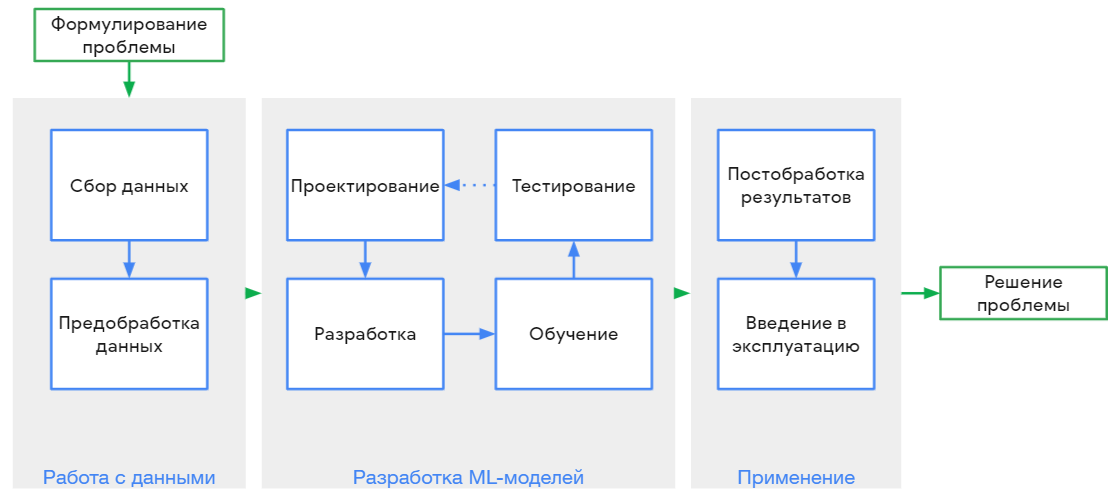 Формулирование
проблемы
Сбор данных
Предобработка
данных
Работа с данными
Проектирование
Тестирование
Разработка
Обучение
Разработка ML-моделей
Постобработка
результатов
Введение в
эксплуатацию
Применение
Решение
проблемы